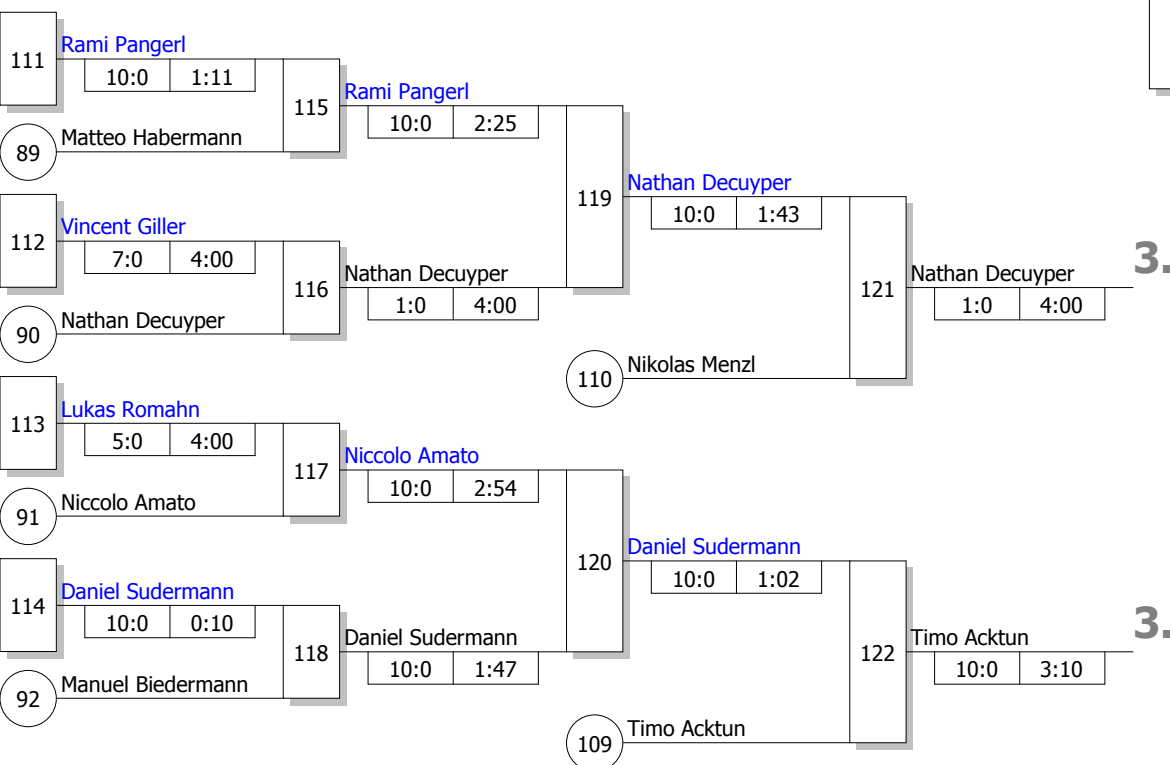 111
Rami Pangerl
10:0 1:11
89
Matteo Habermann
115
Rami Pangerl
10:0 2:25
112
Vincent Giller
7:0 4:00
90
Nathan Decuyper
116
Nathan Decuyper
1:0 4:00
119
Nathan Decuyper
10:0 1:43
110
Nikolas Menzl
121
Nathan Decuyper
1:0 4:00
3.
113
Lukas Romahn
5:0 4:00
91
Niccolo Amato
117
Niccolo Amato
10:0 2:54
114
Daniel Sudermann
10:0 0:10
92
Manuel Biedermann
118
Daniel Sudermann
10:0 1:47
120
Daniel Sudermann
10:0 1:02
109
Timo Acktun
122
Timo Acktun
10:0 3:10
3.